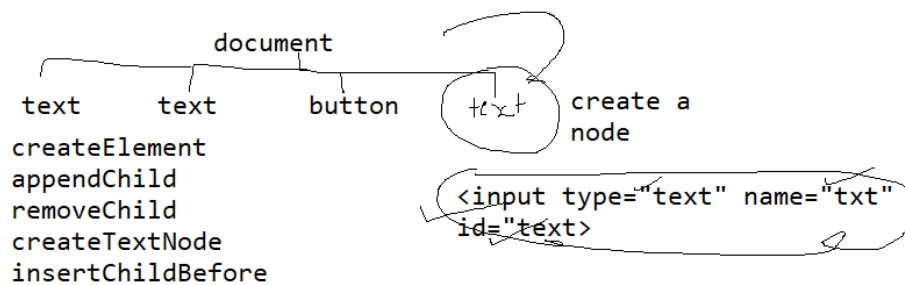 document
text text button text
create a
node
createElement
appendChild
removeChild
createTextNode
insertChildBefore
<input type="text" name="txt"
id="text>